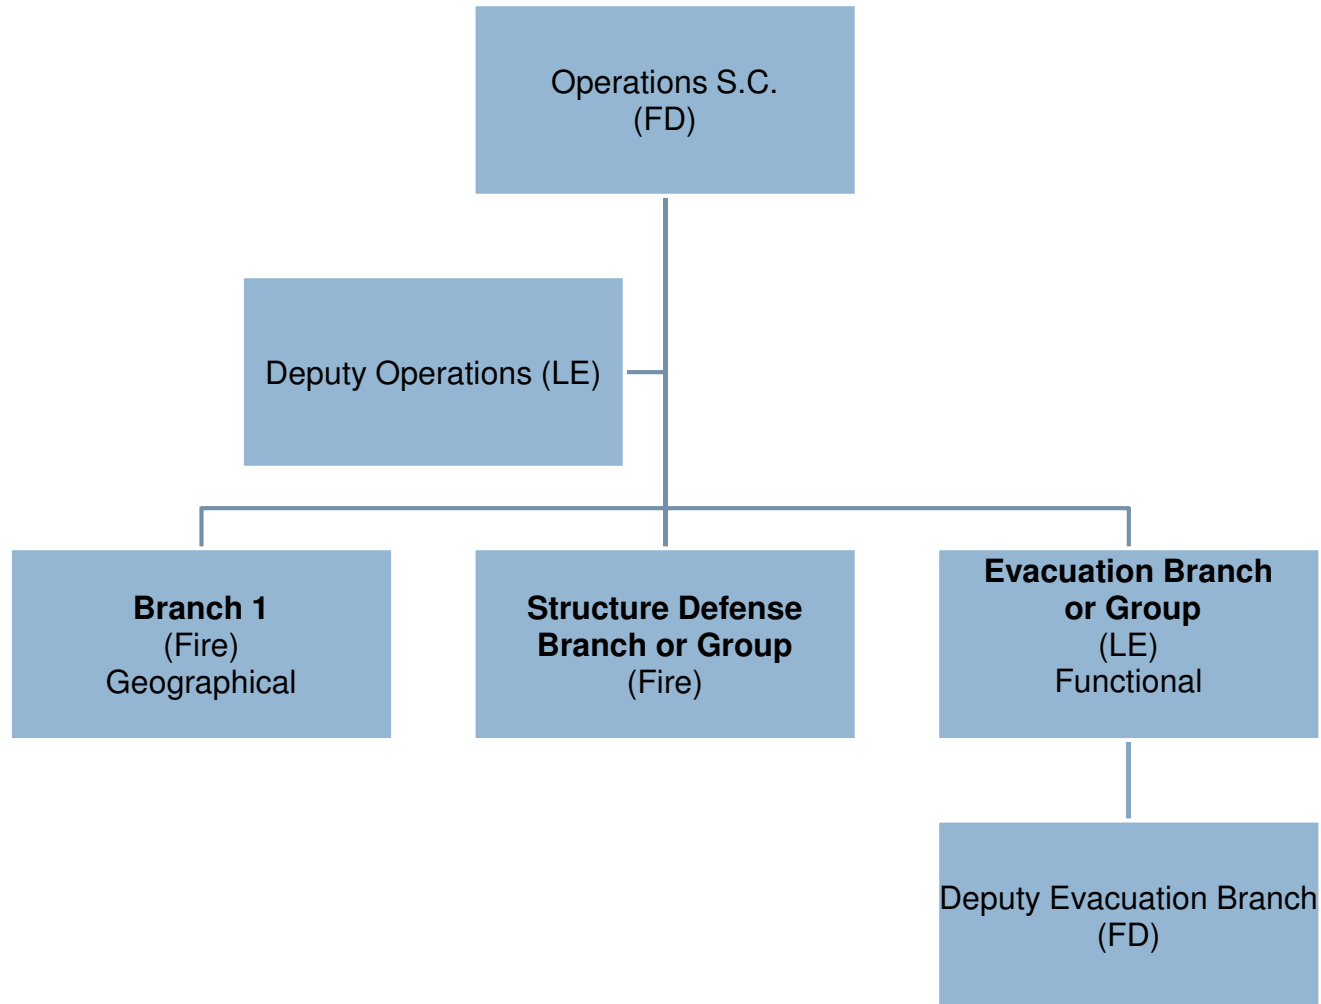 Operations S.C.
(FD)
Deputy Operations (LE)
Branch 1
(Fire)
Geographical
Structure Defense
Branch or Group
(Fire)
Evacuation Branch
or Group
(LE)
Functional
Deputy Evacuation Branch
(FD)